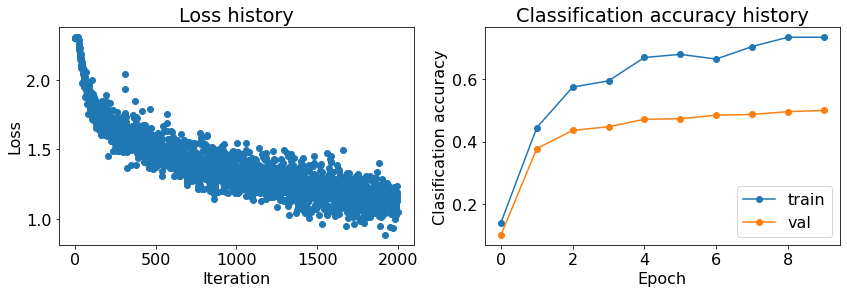 Loss history
Loss
2.0
1.5
1.0
0
500
1000
1500
2000
Iteration
Classification accuracy history
Clasification accuracy
0.6
0.4
0.2
0
2
4
6
8
Epoch
train
val